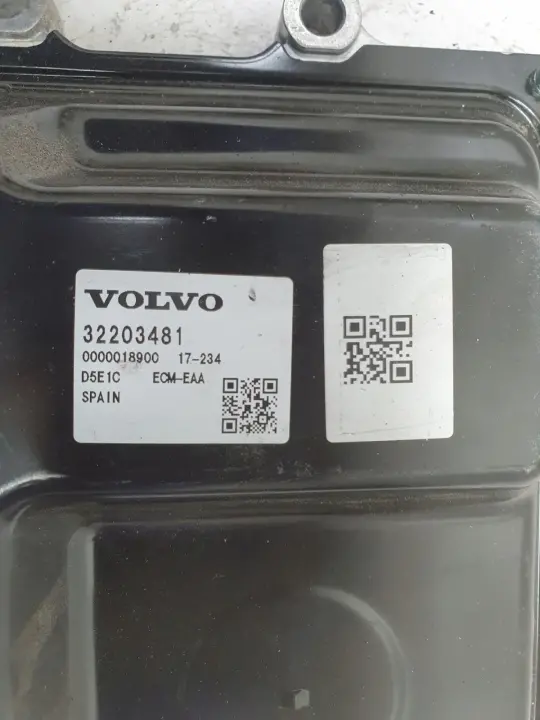 VOLVO
32203481
0000018900 17-234
D5E1C ECM-EAA
SPAIN